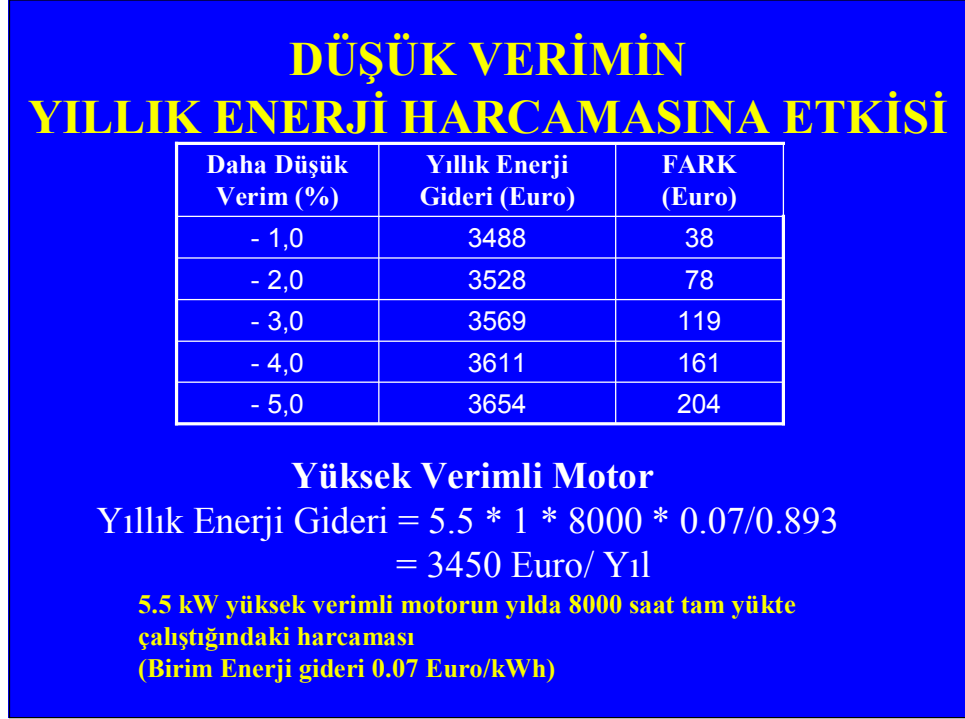 DÜŞÜK VERİMİN
YILLIK ENERJİ HARCAMASINA ETKİSİ
Daha Düşük Verim (%) Yıllık Enerji Gideri (Euro) FARK (Euro)
- 1,0 3488 38
- 2,0 3528 78
- 3,0 3569 119
- 4,0 3611 161
- 5,0 3654 204
Yüksek Verimli Motor
Yıllık Enerji Gideri = 5.5 * 1 * 8000 * 0.07/0.893
= 3450 Euro/ Yıl
5.5 kW yüksek verimli motorun yılda 8000 saat tam yükte
çalıştığındaki harcaması
(Birim Enerji gideri 0.07 Euro/kWh)